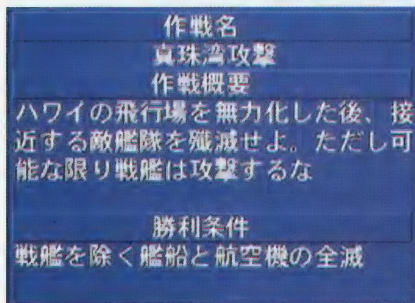 作戦名
真珠湾攻撃
作戦概要
ハワイの飛行場を無力化した後、接
近する敵艦隊を殲滅せよ。ただし可
能な限り戦艦は攻撃するな
勝利条件
戦艦を除く艦船と航空機の全滅